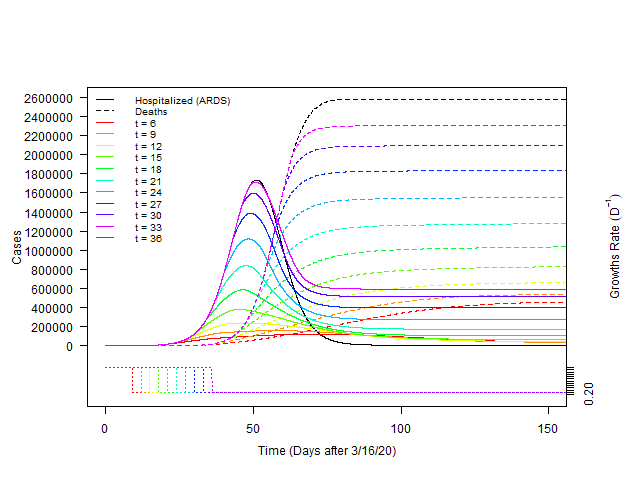 2600000
2400000
2200000
2000000
1800000
1600000
1400000
1200000
1000000
800000
600000
400000
200000
0
Cases
Hospitalized (ARDS)
Deaths
t = 6
t = 9
t = 12
t = 15
t = 18
t = 21
t = 24
t = 27
t = 30
t = 33
t = 36
Growths Rate (D⁻¹)
0.20
0 50 100 150
Time (Days after 3/16/20)